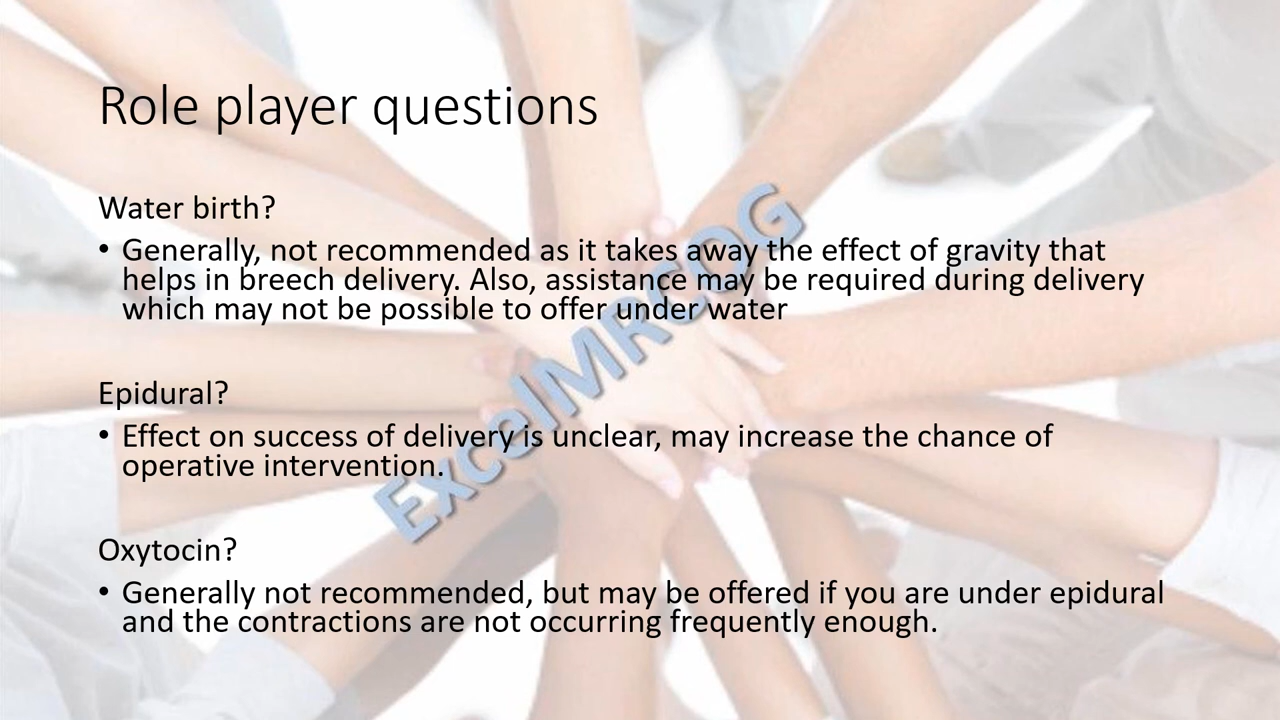 Role player questions
Water birth?
• Generally, not recommended as it takes away the effect of gravity that
helps in breech delivery. Also, assistance may be required during delivery
which may not be possible to offer under water
Epidural?
• Effect on success of delivery is unclear, may increase the chance of
operative intervention.
Oxytocin?
• Generally not recommended, but may be offered if you are under epidural
and the contractions are not occurring frequently enough.
ExcelMRCOG